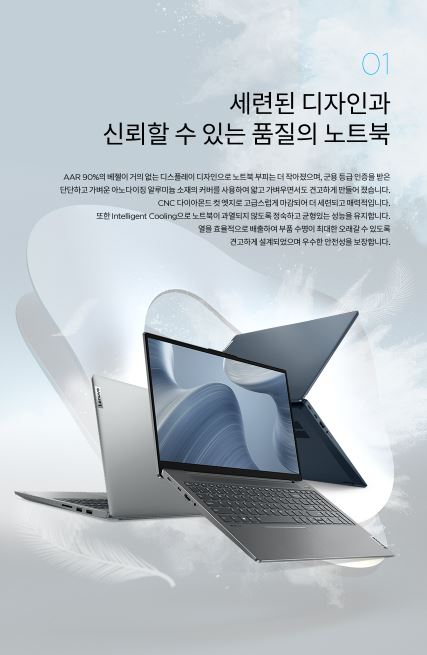 01
세련된 디자인과
신뢰할 수 있는 품질의 노트북
AAR 90%의 베젤이 거의 없는 디스플레이 디자인으로 노트북 부피는 더 작아졌으며, 군용 등급 인증을 받은
단단하고 가벼운 아노다이징 알루미늄 소재의 커버를 사용하여 얇고 가벼우면서도 견고하게 만들어 졌습니다.
CNC 다이아몬드 컷 엣지로 고급스럽게 마감되어 더 세련되고 매력적입니다.
또한 Intelligent Cooling으로 노트북이 과열되지 않도록 정숙하고 균형있는 성능을 유지합니다.
열을 효율적으로 배출하여 부품 수명이 최대한 오래갈 수 있도록
견고하게 설계되었으며 우수한 안전성을 보장합니다.
Lenovo